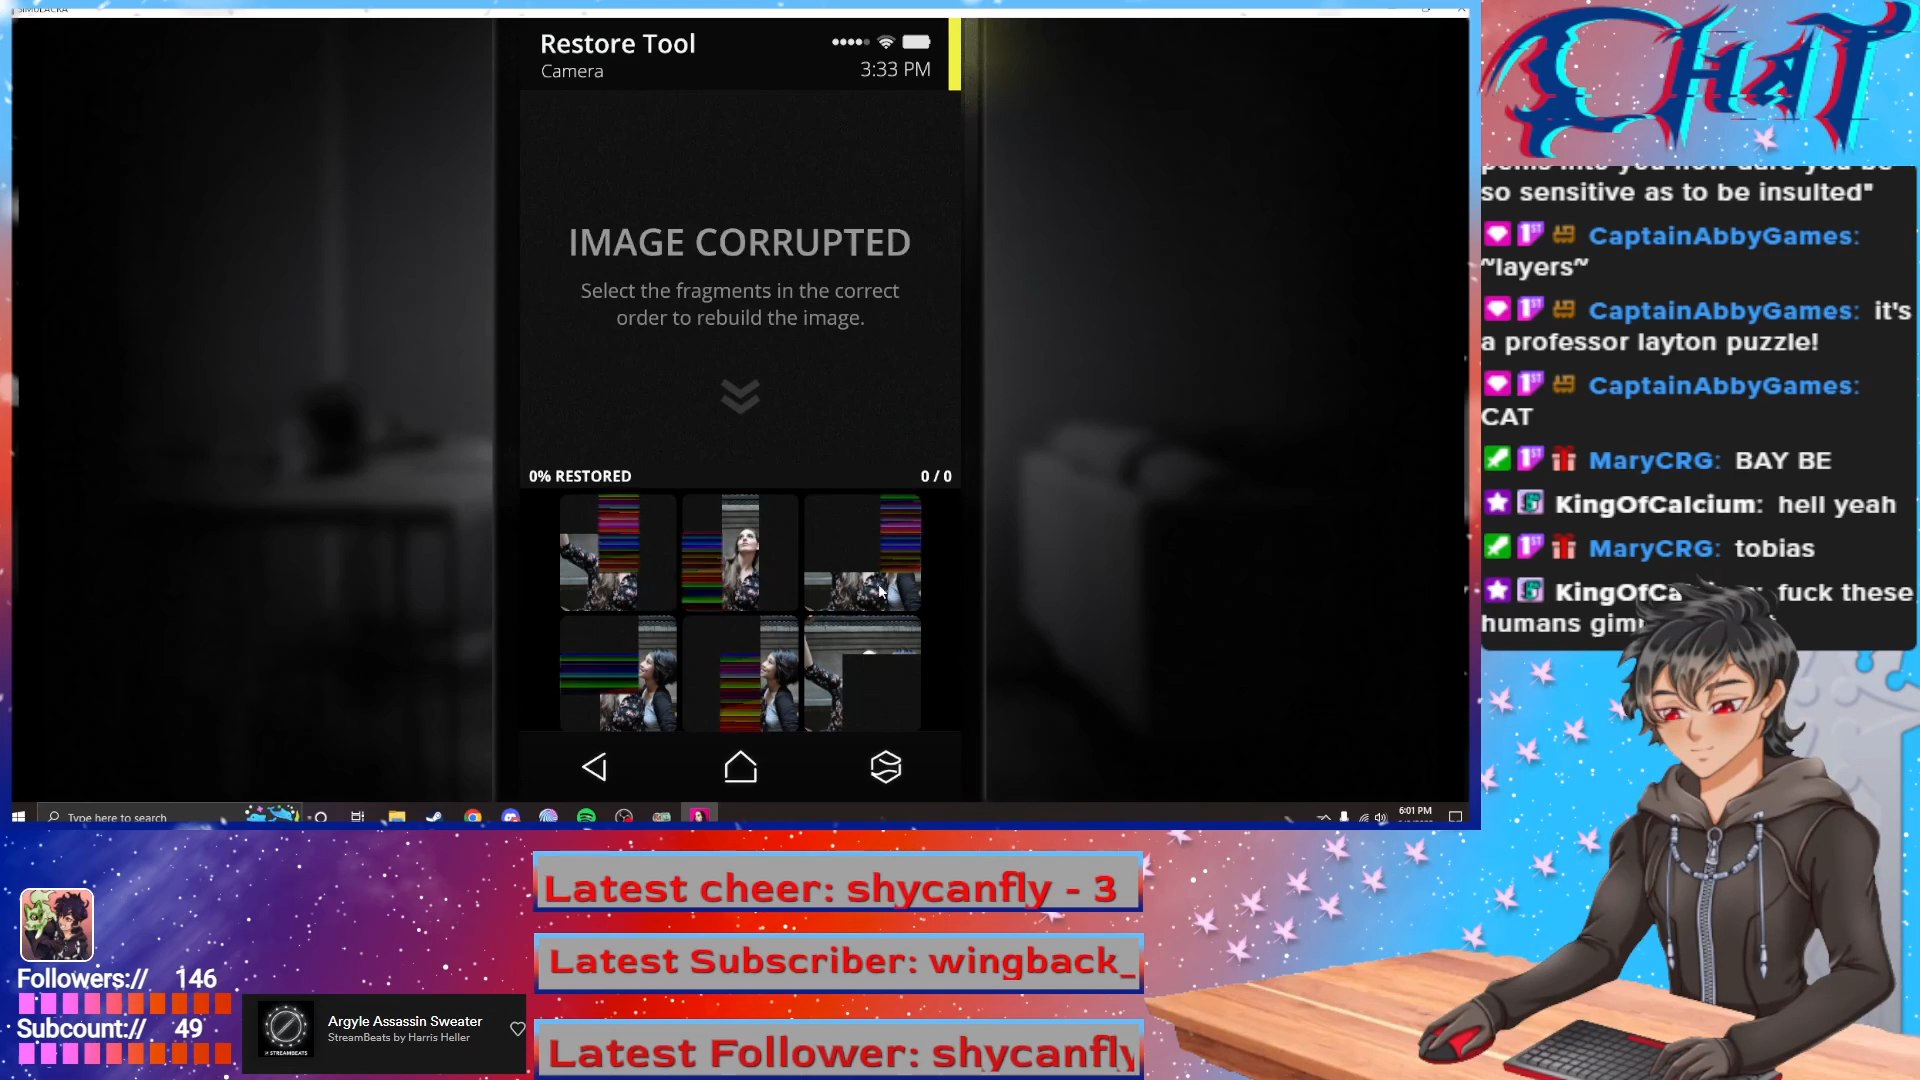 SIMULACRA
Restore Tool
Camera
3:33 PM
IMAGE CORRUPTED
Select the fragments in the correct
order to rebuild the image.
0% RESTORED
0 / 0
Type here to search
6:01 PM
CHAT
so sensitive as to be insulted"
CaptainAbbyGames:
~layers~
CaptainAbbyGames: it's
a professor layton puzzle!
CaptainAbbyGames:
CAT
MaryCRG: BAY BE
KingOfCalcium: hell yeah
MaryCRG: tobias
fuck these
humans
Latest cheer: shycanfly - 3
Latest Subscriber: wingback_
Latest Follower: shycanfly
Followers:// 146
Subcount:// 49
STREAMBEATS
Argyle Assassin Sweater
StreamBeats by Harris Heller